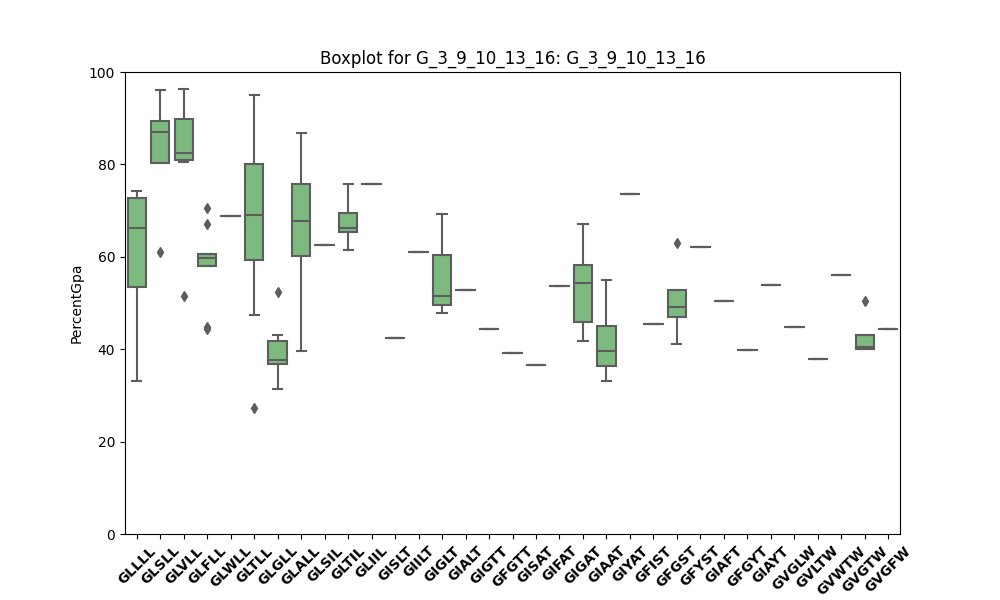 Boxplot for G_3_9_10_13_16: G_3_9_10_13_16
100
80
60
40
20
0
PercentGpa
GLLLL
GLSLL
GLVLL
GLFLL
GLWLL
GLTLL
GLGLL
GLALL
GLSIL
GLTIL
GLIIL
GISLT
GIILT
GIGLT
GIALT
GIGTT
GFGTT
GISAT
GIFAT
GIGAT
GIAAT
GIYAT
GFIST
GFGST
GFYST
GIAFT
GFGYT
GIAYT
GVGLW
GVLTW
GVWTW
GVGTW
GVGFW